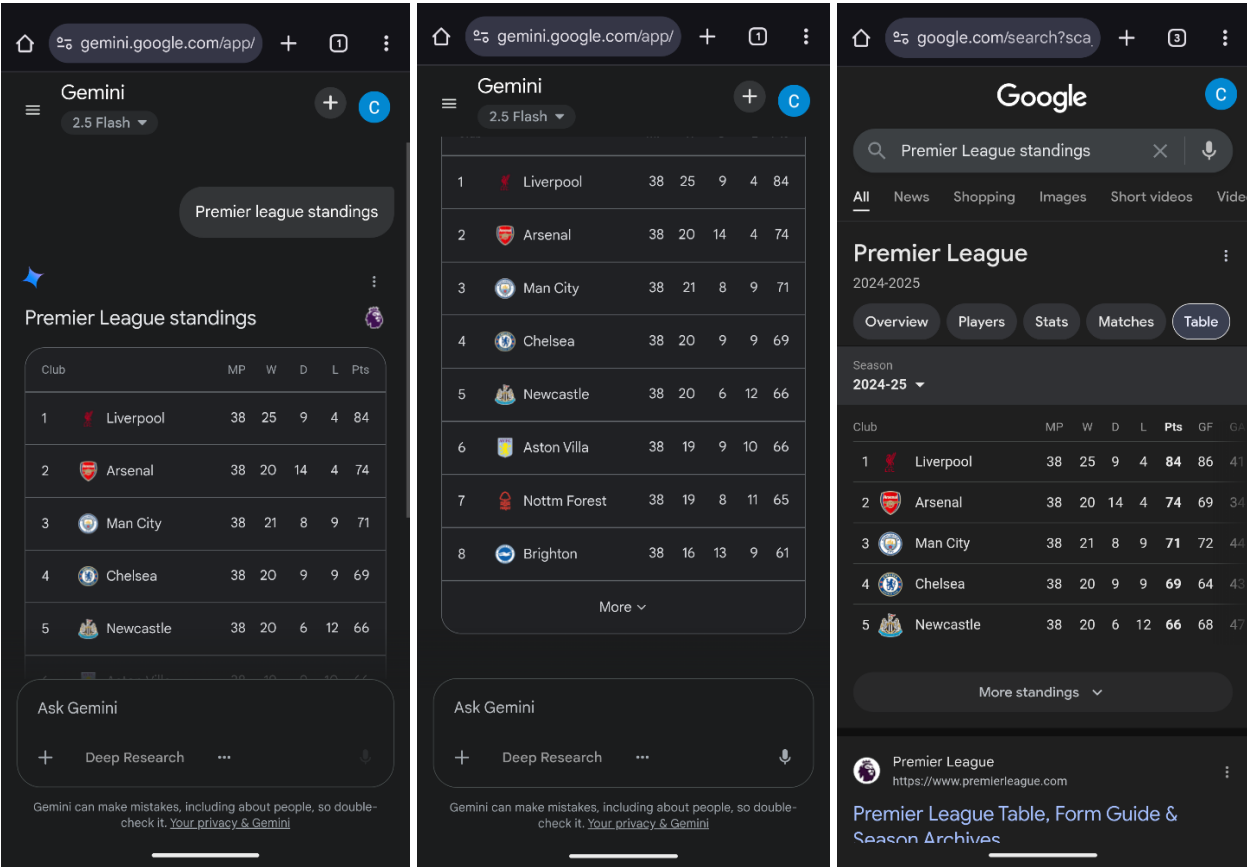 gemini.google.com/app/
1
Gemini
2.5 Flash
C
Premier league standings
Premier League standings
Club MP W D L Pts
1 Liverpool 38 25 9 4 84
2 Arsenal 38 20 14 4 74
3 Man City 38 21 8 9 71
4 Chelsea 38 20 9 9 69
5 Newcastle 38 20 6 12 66
Ask Gemini
Deep Research
Gemini can make mistakes, including about people, so double-
check it. Your privacy & Gemini
gemini.google.com/app/
1
Gemini
2.5 Flash
C
1 Liverpool 38 25 9 4 84
2 Arsenal 38 20 14 4 74
3 Man City 38 21 8 9 71
4 Chelsea 38 20 9 9 69
5 Newcastle 38 20 6 12 66
6 Aston Villa 38 19 9 10 66
7 Nottm Forest 38 19 8 11 65
8 Brighton 38 16 13 9 61
More
Ask Gemini
Deep Research
Gemini can make mistakes, including about people, so double-
check it. Your privacy & Gemini
google.com/search?sca
3
Google
C
Premier League standings
All News Shopping Images Short videos Vide
Premier League
2024-2025
Overview Players Stats Matches Table
Season
2024-25
Club MP W D L Pts GF GA
1 Liverpool 38 25 9 4 84 86 41
2 Arsenal 38 20 14 4 74 69 34
3 Man City 38 21 8 9 71 72 44
4 Chelsea 38 20 9 9 69 64 43
5 Newcastle 38 20 6 12 66 68 47
More standings
Premier League
https://www.premierleague.com
Premier League Table, Form Guide &
Season Archives